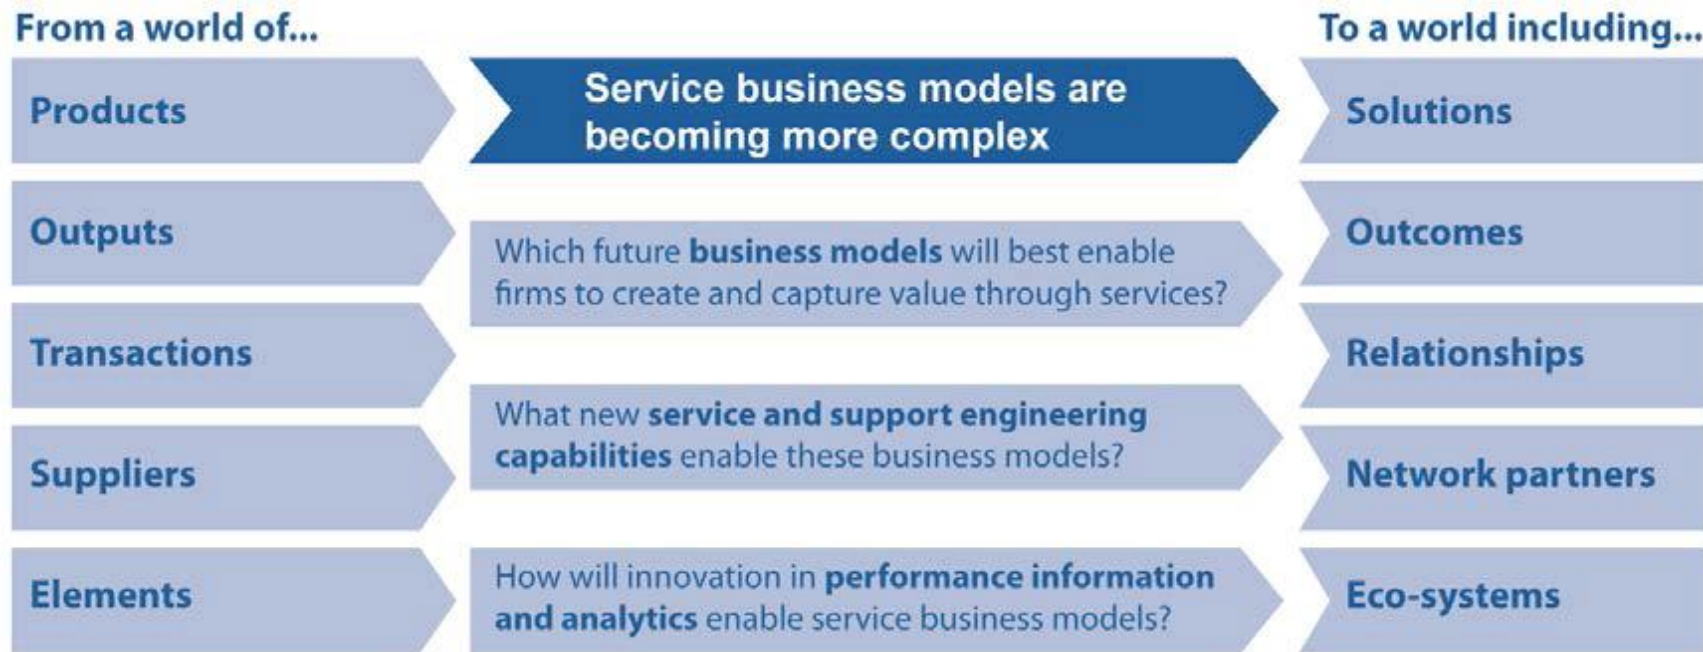 From a world of...
To a world including...
Products
Service business models are
becoming more complex
Solutions
Outputs
Which future business models will best enable
firms to create and capture value through services?
Outcomes
Transactions
What new service and support engineering
capabilities enable these business models?
Relationships
Suppliers
Network partners
Elements
How will innovation in performance information
and analytics enable service business models?
Eco-systems